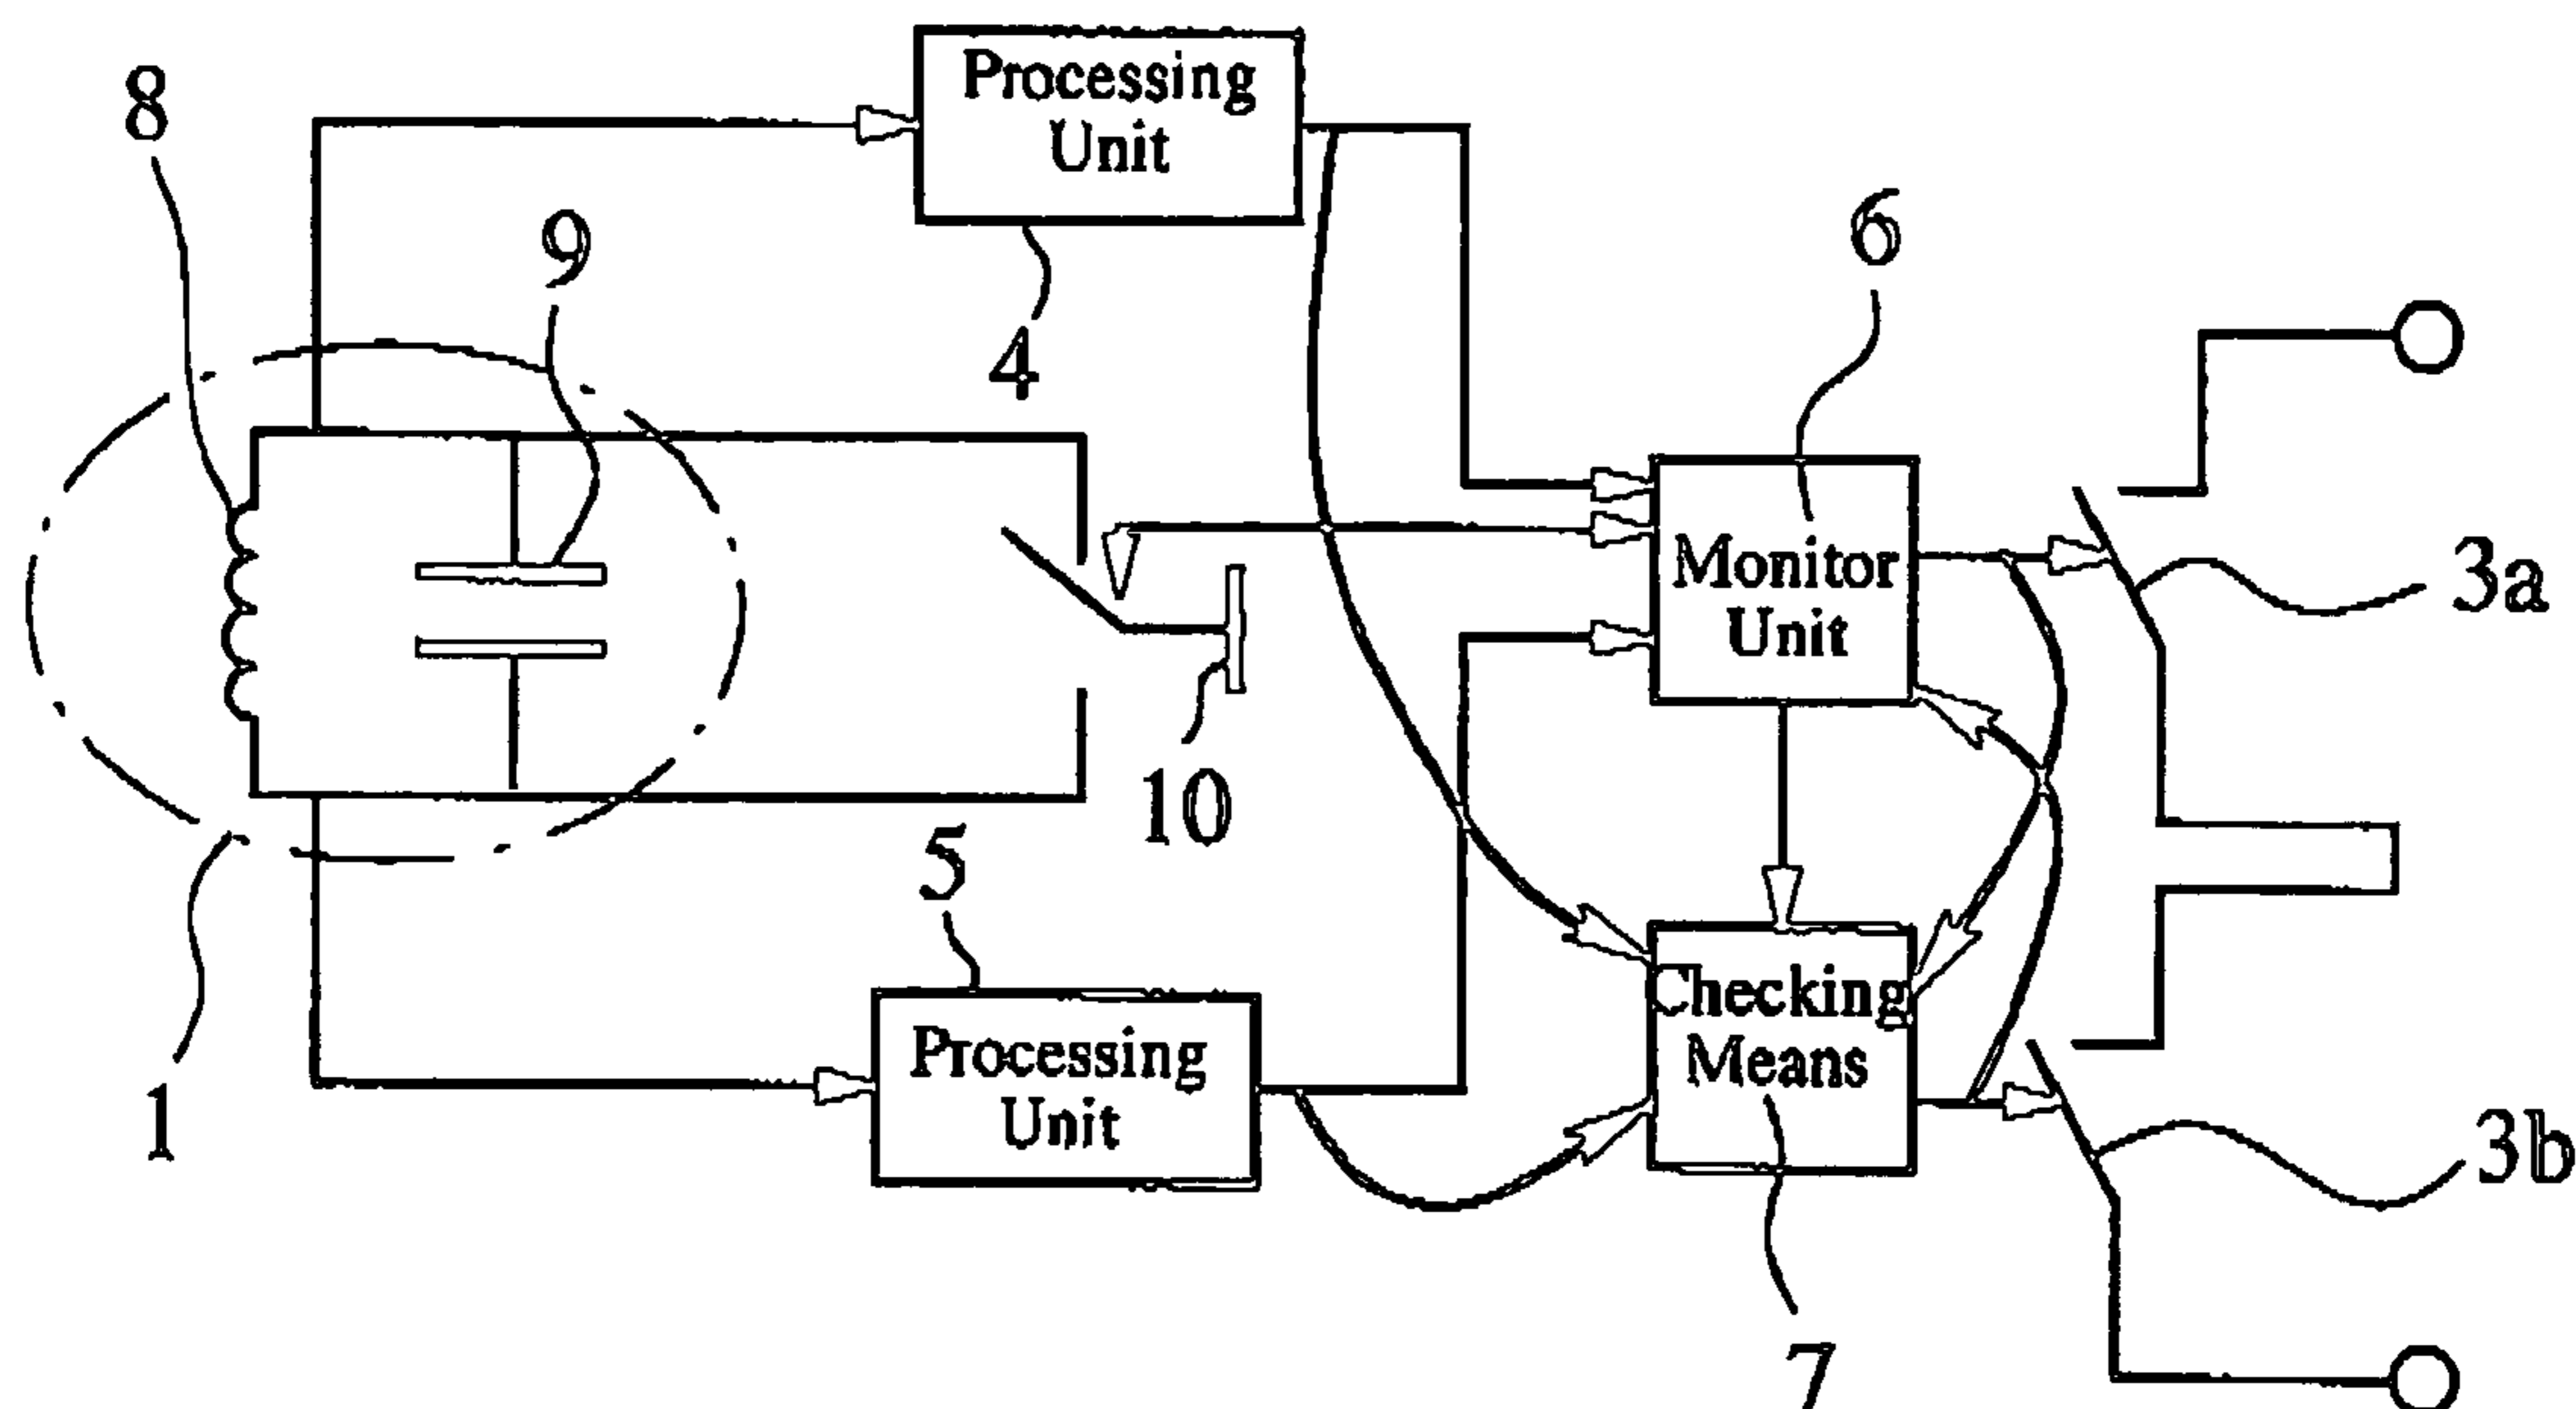 Processing
Unit
8
9
4
6
3a
Monitor
Unit
10
5
Processing
Unit
Checking
Means
1
3b
7